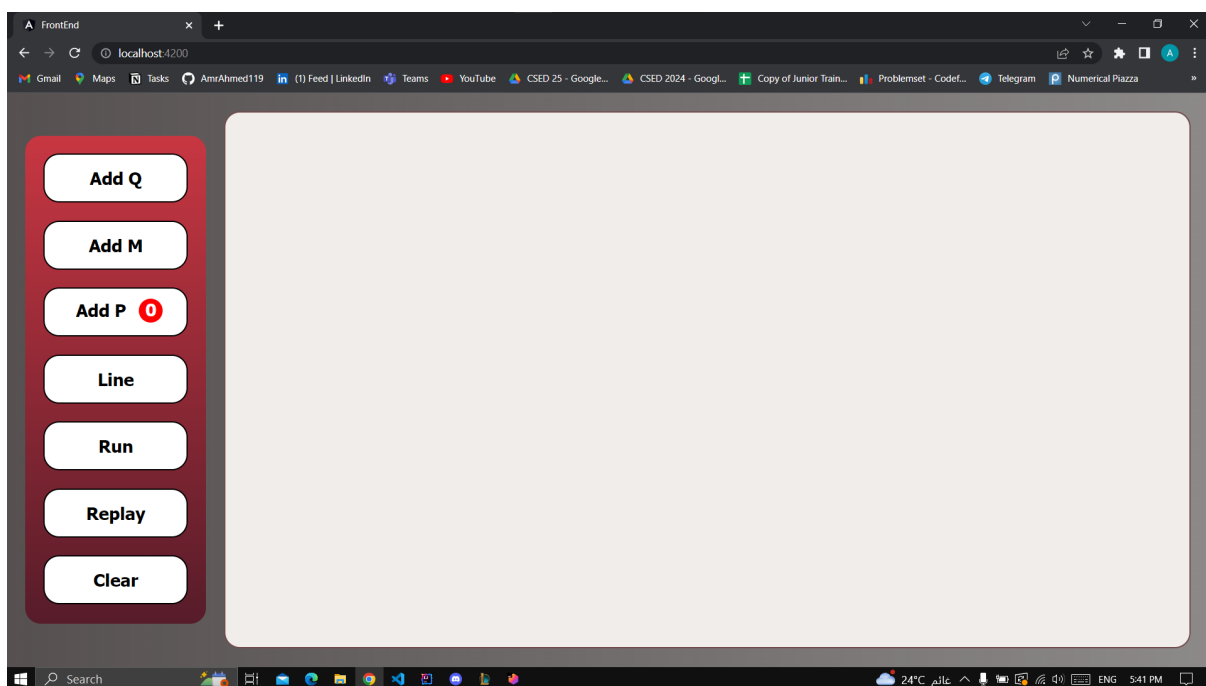 FrontEnd
localhost:4200
Gmail Maps Tasks AmrAhmed119 (1) Feed | LinkedIn Teams YouTube CSED 25 - Google... CSED 2024 - Googl... Copy of Junior Train... Problemset - Codef... Telegram Numerical Piazza »
Add Q
Add M
Add P 0
Line
Run
Replay
Clear
Search 24°C غائم ENG 5:41 PM